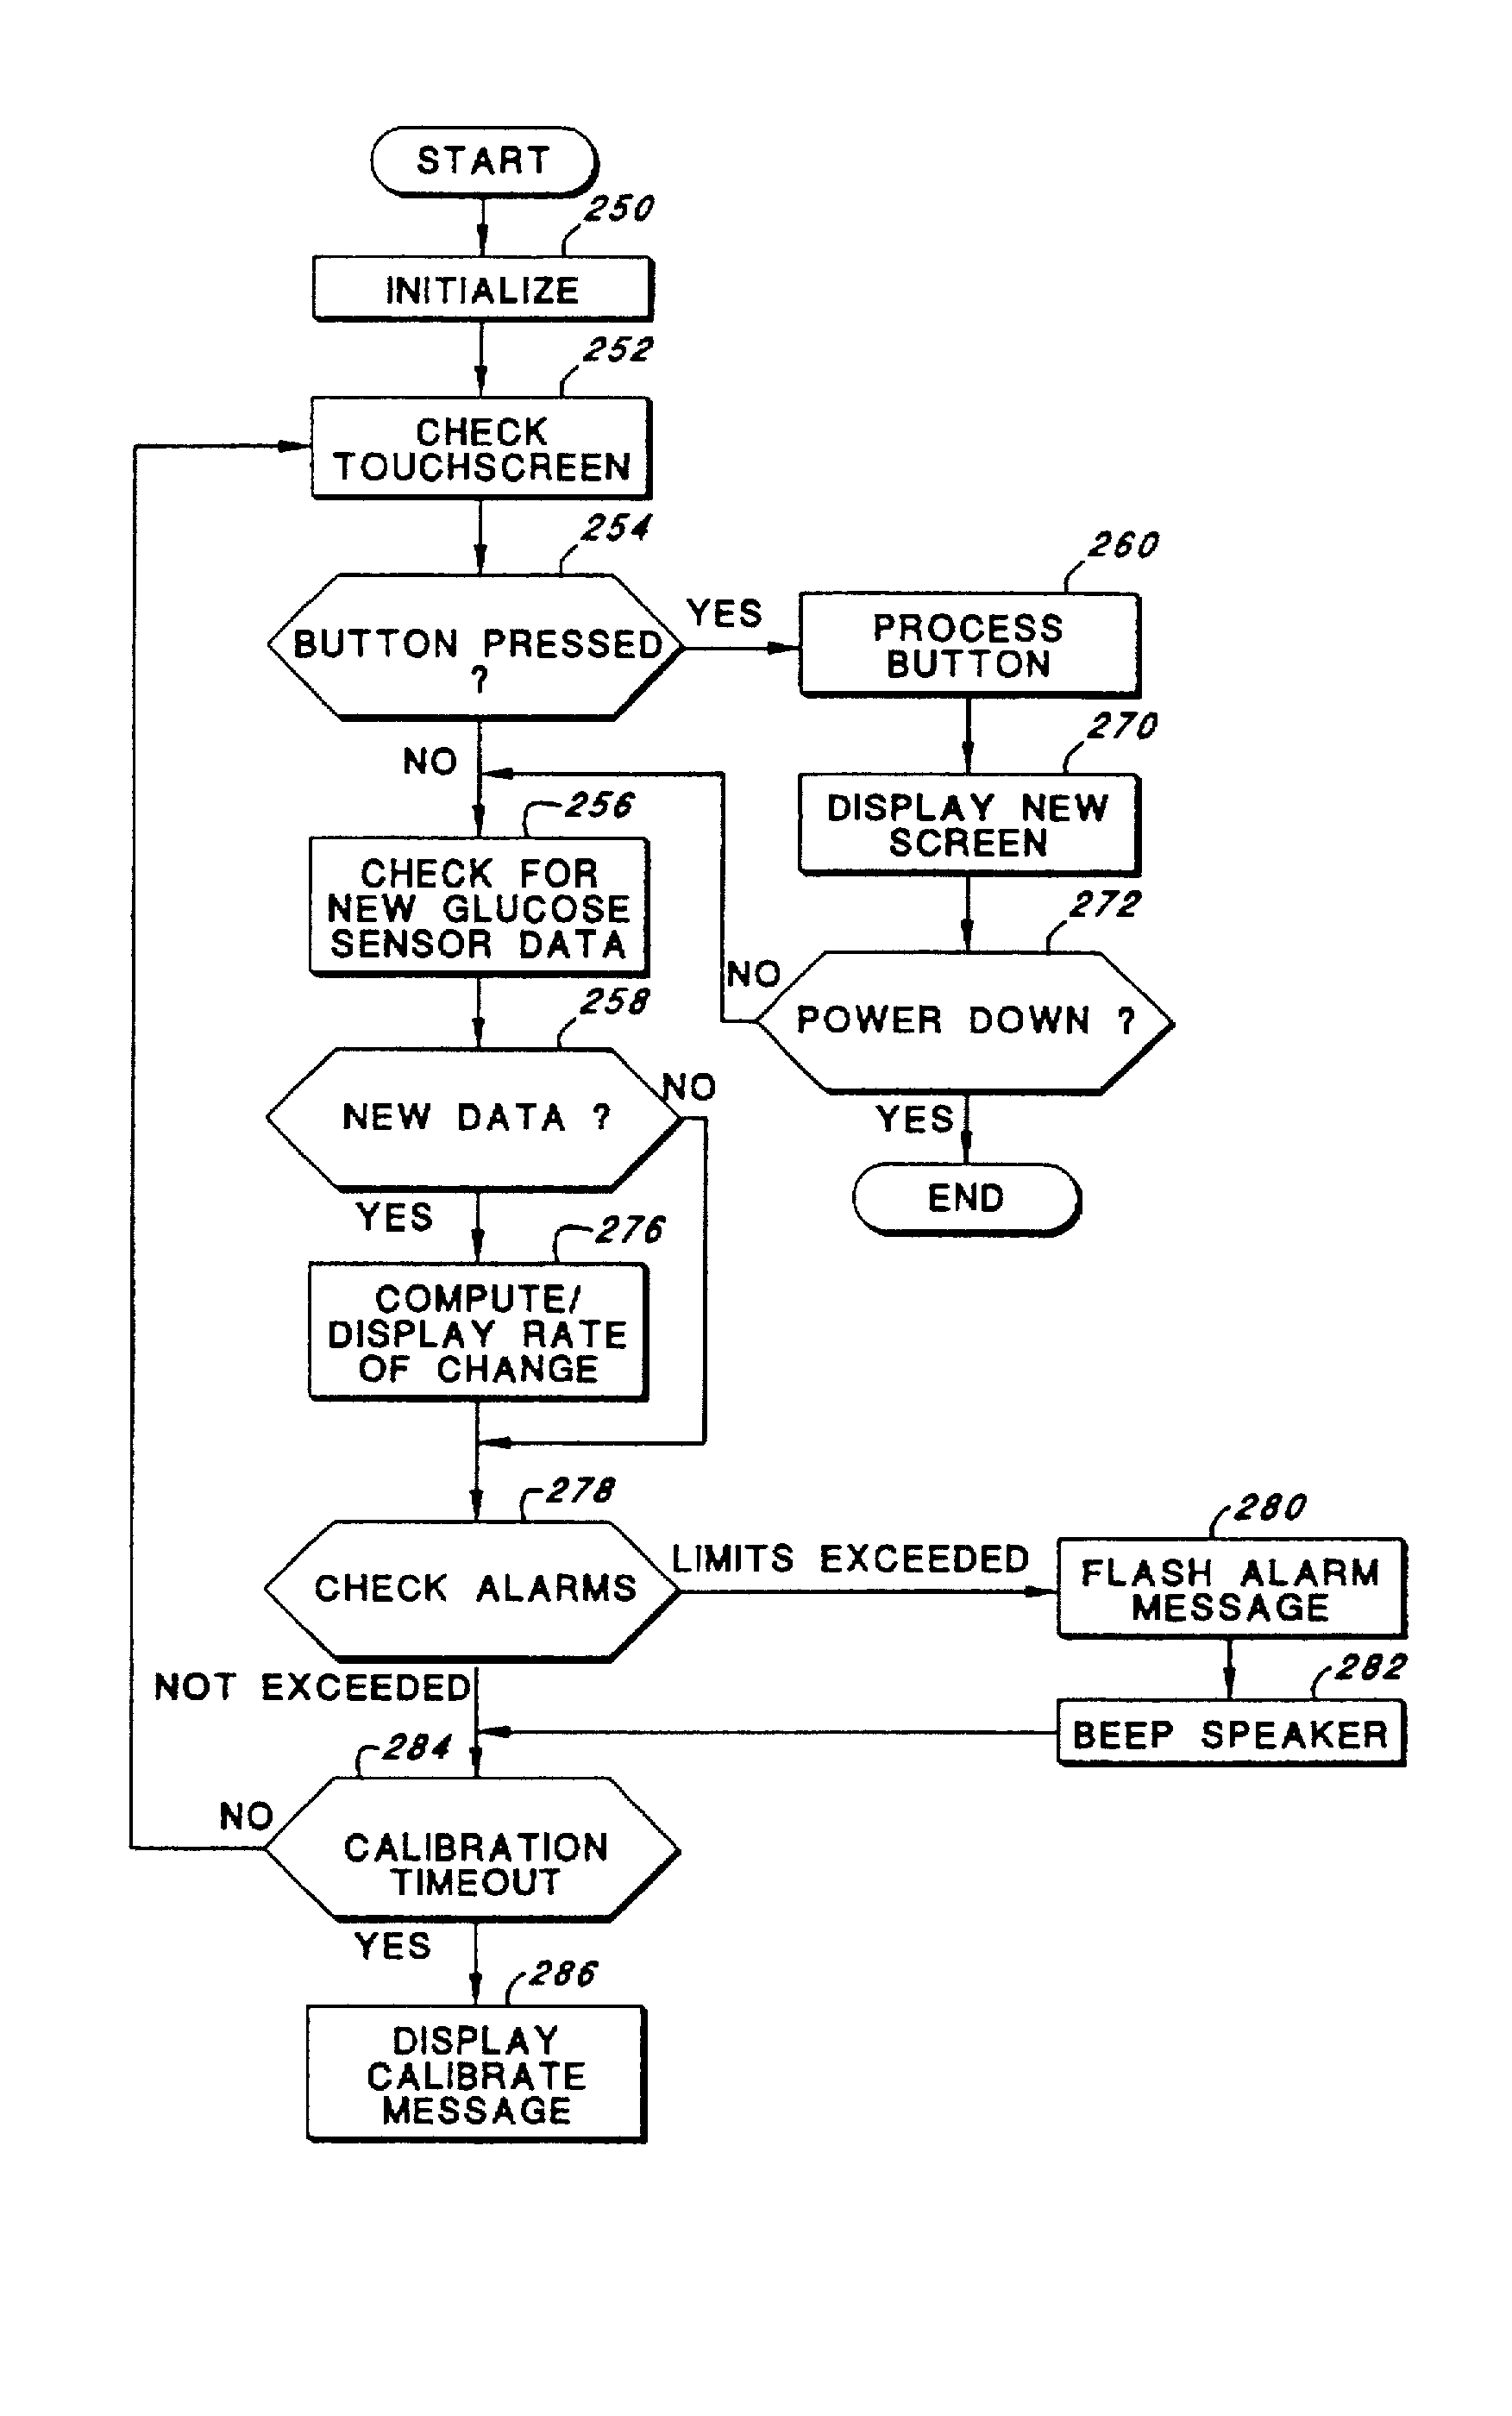 START
250
INITIALIZE
252
CHECK
TOUCHSCREEN
254
BUTTON PRESSED
?
YES
260
PROCESS
BUTTON
270
DISPLAY NEW
SCREEN
272
POWER DOWN ?
NO
YES
END
NO
256
CHECK FOR
NEW GLUCOSE
SENSOR DATA
258
NEW DATA ?
NO
YES
276
COMPUTE/
DISPLAY RATE
OF CHANGE
278
CHECK ALARMS
LIMITS EXCEEDED
280
FLASH ALARM
MESSAGE
282
BEEP SPEAKER
NOT EXCEEDED
284
NO
CALIBRATION
TIMEOUT
YES
286
DISPLAY
CALIBRATE
MESSAGE